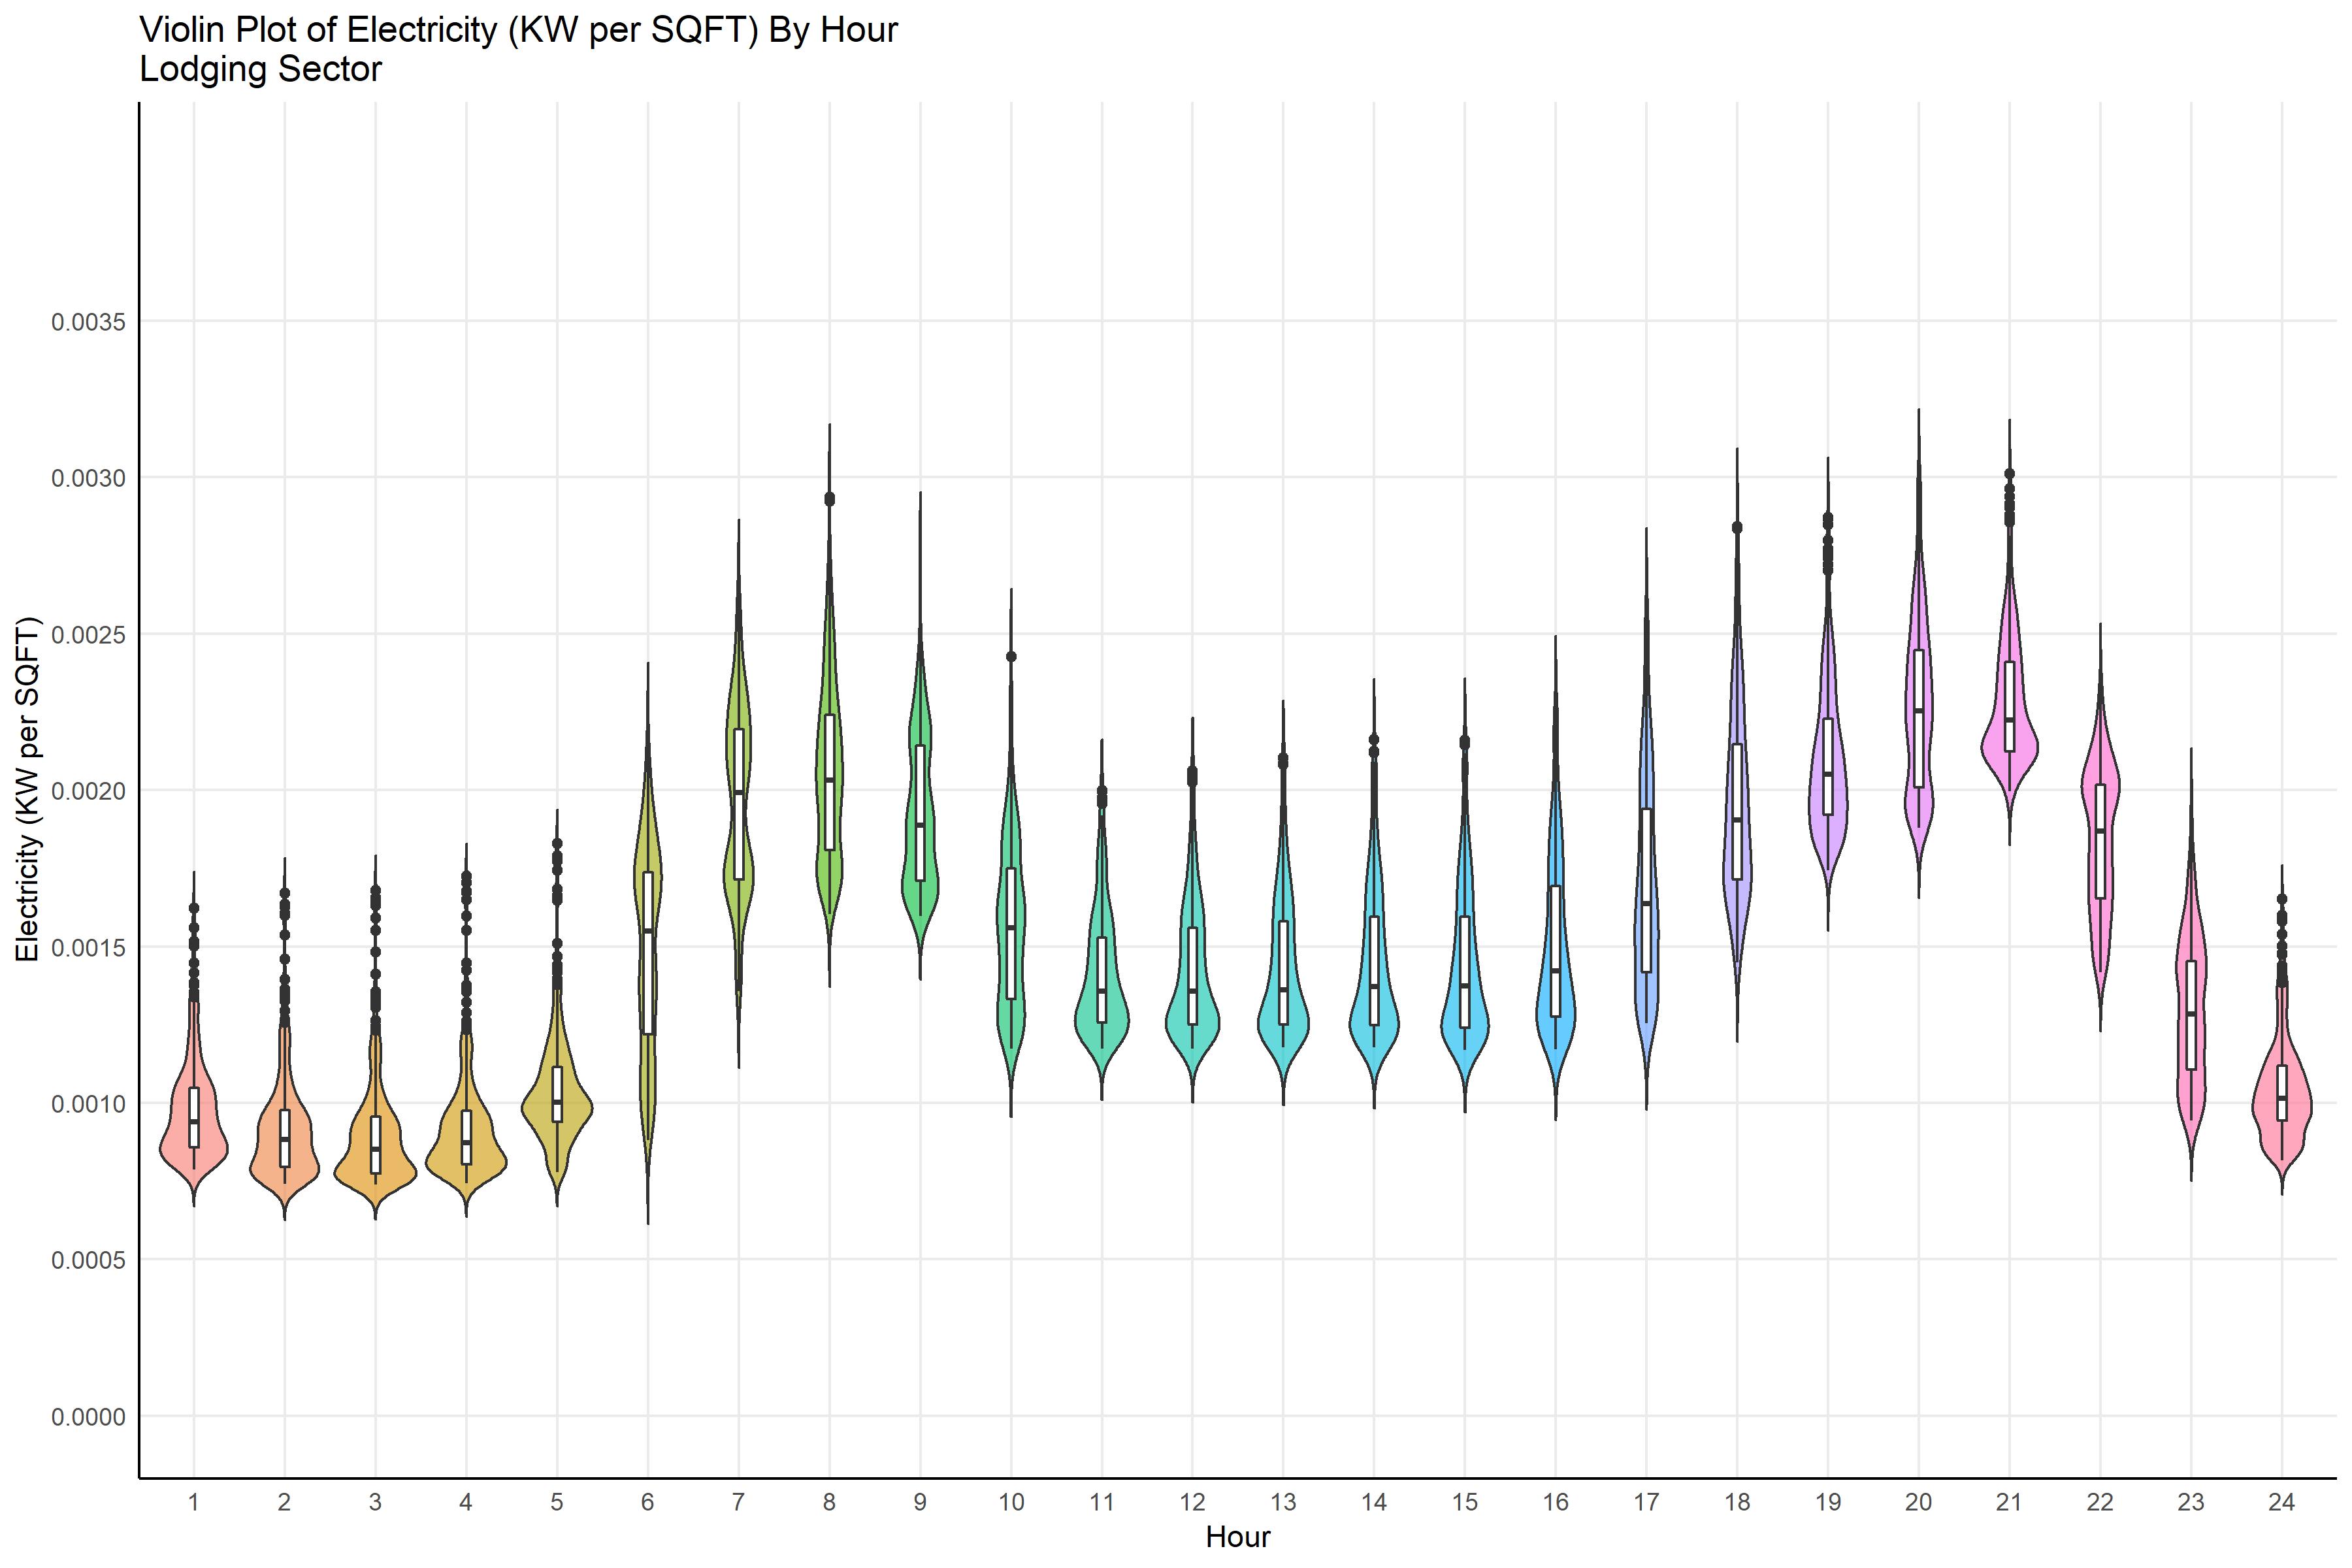 Violin Plot of Electricity (KW per SQFT) By Hour
Lodging Sector
Electricity (KW per SQFT)
0.0035
0.0030
0.0025
0.0020
0.0015
0.0010
0.0005
0.0000
1 2 3 4 5 6 7 8 9 10 11 12 13 14 15 16 17 18 19 20 21 22 23 24
Hour